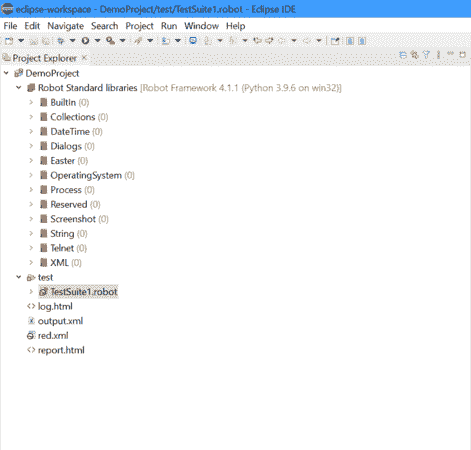 eclipse-workspace - DemoProject/test/TestSuite1.robot - Eclipse IDE
File Edit Navigate Search Project Run Window Help
Project Explorer
DemoProject
Robot Standard libraries [Robot Framework 4.1.1 (Python 3.9.6 on win32)]
BuiltIn (0)
Collections (0)
DateTime (0)
Dialogs (0)
Easter (0)
OperatingSystem (0)
Process (0)
Reserved (0)
Screenshot (0)
String (0)
Telnet (0)
XML (0)
test
TestSuite1.robot
log.html
output.xml
red.xml
report.html